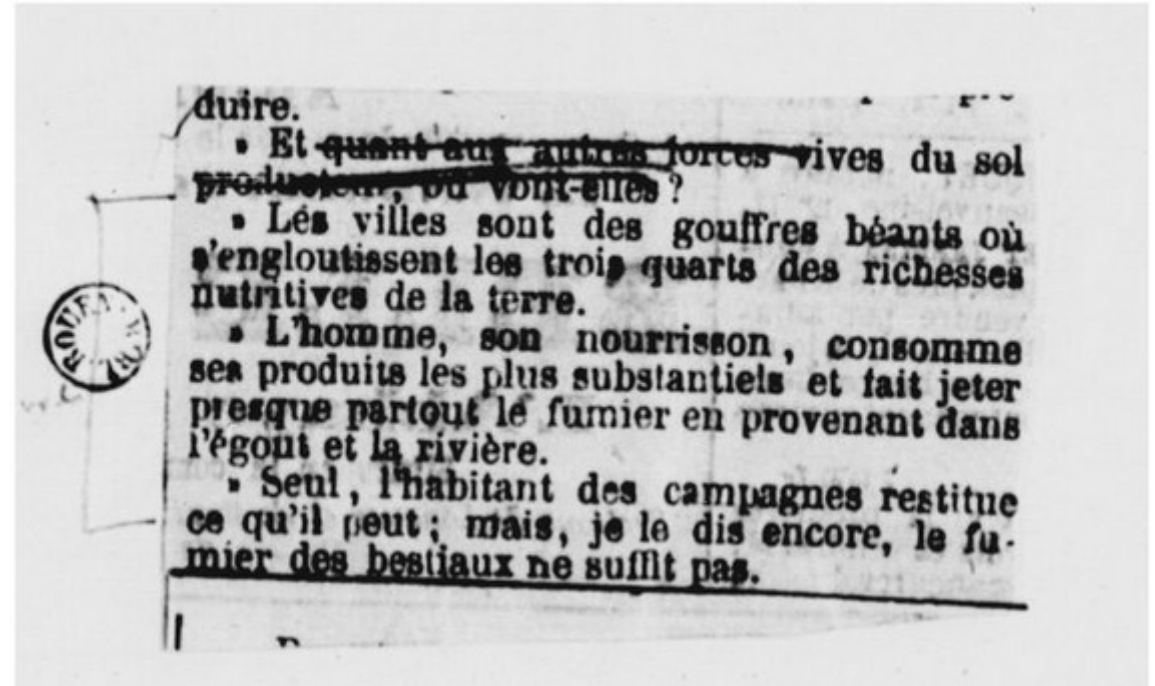 duire.
» Et quant aux autres forces vives du sol
producteur, où vont-elles ?
» Les villes sont des gouffres béants où
s'engloutissent les trois quarts des richesses
nutritives de la terre.
» L'homme, son nourrisson, consomme
ses produits les plus substantiels et fait jeter
presque partout le fumier en provenant dans
l'égout et la rivière.
» Seul, l'habitant des campagnes restitue
ce qu'il peut ; mais, je le dis encore, le fu-
mier des bestiaux ne suffit pas.
ROUEN